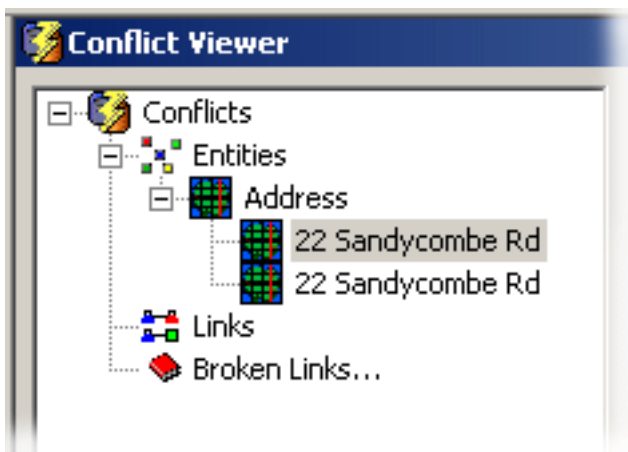 Conflict Viewer
Conflicts
Entities
Address
22 Sandycombe Rd
22 Sandycombe Rd
Links
Broken Links...